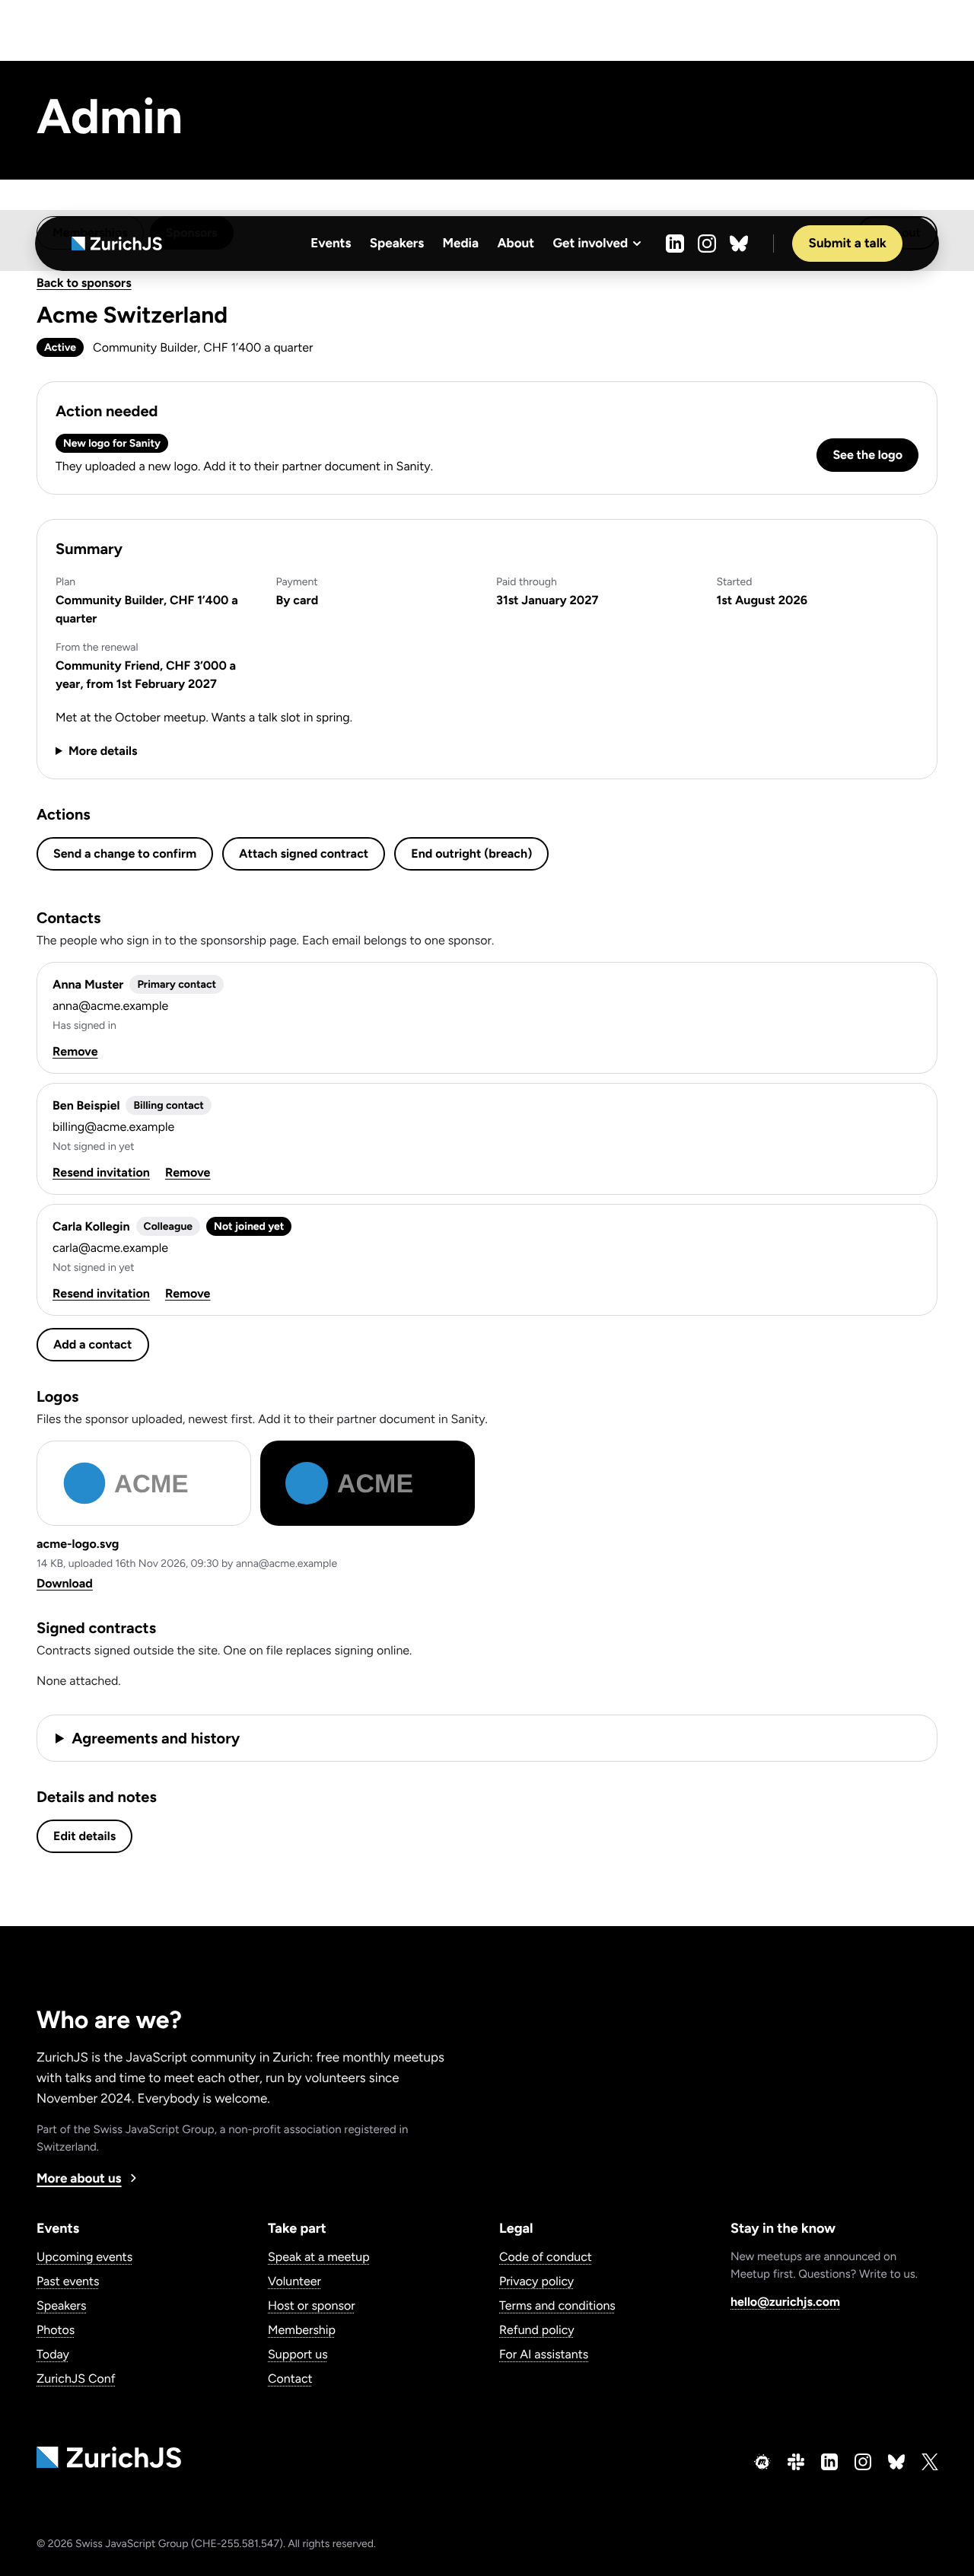 Admin
Sponsors
ZurichJS
Events
Speakers
Media
About
Get involved
Submit a talk
Back to sponsors
Acme Switzerland
Active
Community Builder, CHF 1’400 a quarter
Action needed
New logo for Sanity
They uploaded a new logo. Add it to their partner document in Sanity.
See the logo
Summary
Plan
Community Builder, CHF 1’400 a
quarter
Payment
By card
Paid through
31st January 2027
Started
1st August 2026
From the renewal
Community Friend, CHF 3’000 a
year, from 1st February 2027
Met at the October meetup. Wants a talk slot in spring.
More details
Actions
Send a change to confirm
Attach signed contract
End outright (breach)
Contacts
The people who sign in to the sponsorship page. Each email belongs to one sponsor.
Anna Muster Primary contact
anna@acme.example
Has signed in
Remove
Ben Beispiel Billing contact
billing@acme.example
Not signed in yet
Resend invitation Remove
Carla Kollegin Colleague Not joined yet
carla@acme.example
Not signed in yet
Resend invitation Remove
Add a contact
Logos
Files the sponsor uploaded, newest first. Add it to their partner document in Sanity.
ACME
ACME
acme-logo.svg
14 KB, uploaded 16th Nov 2026, 09:30 by anna@acme.example
Download
Signed contracts
Contracts signed outside the site. One on file replaces signing online.
None attached.
Agreements and history
Details and notes
Edit details
Who are we?
ZurichJS is the JavaScript community in Zurich: free monthly meetups
with talks and time to meet each other, run by volunteers since
November 2024. Everybody is welcome.
Part of the Swiss JavaScript Group, a non-profit association registered in
Switzerland.
More about us
Events
Upcoming events
Past events
Speakers
Photos
Today
ZurichJS Conf
Take part
Speak at a meetup
Volunteer
Host or sponsor
Membership
Support us
Contact
Legal
Code of conduct
Privacy policy
Terms and conditions
Refund policy
For AI assistants
Stay in the know
New meetups are announced on
Meetup first. Questions? Write to us.
hello@zurichjs.com
ZurichJS
© 2026 Swiss JavaScript Group (CHE-255.581.547). All rights reserved.